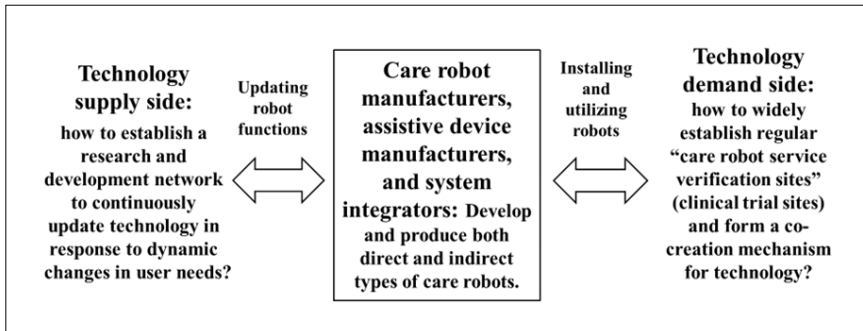 Technology
supply side:
how to establish a
research and
development network
to continuously
update technology in
response to dynamic
changes in user needs?
Updating
robot
functions
Care robot
manufacturers,
assistive device
manufacturers,
and system
integrators: Develop
and produce both
direct and indirect
types of care robots.
Installing
and
utilizing
robots
Technology
demand side:
how to widely
establish regular
“care robot service
verification sites”
(clinical trial sites)
and form a co-
creation mechanism
for technology?